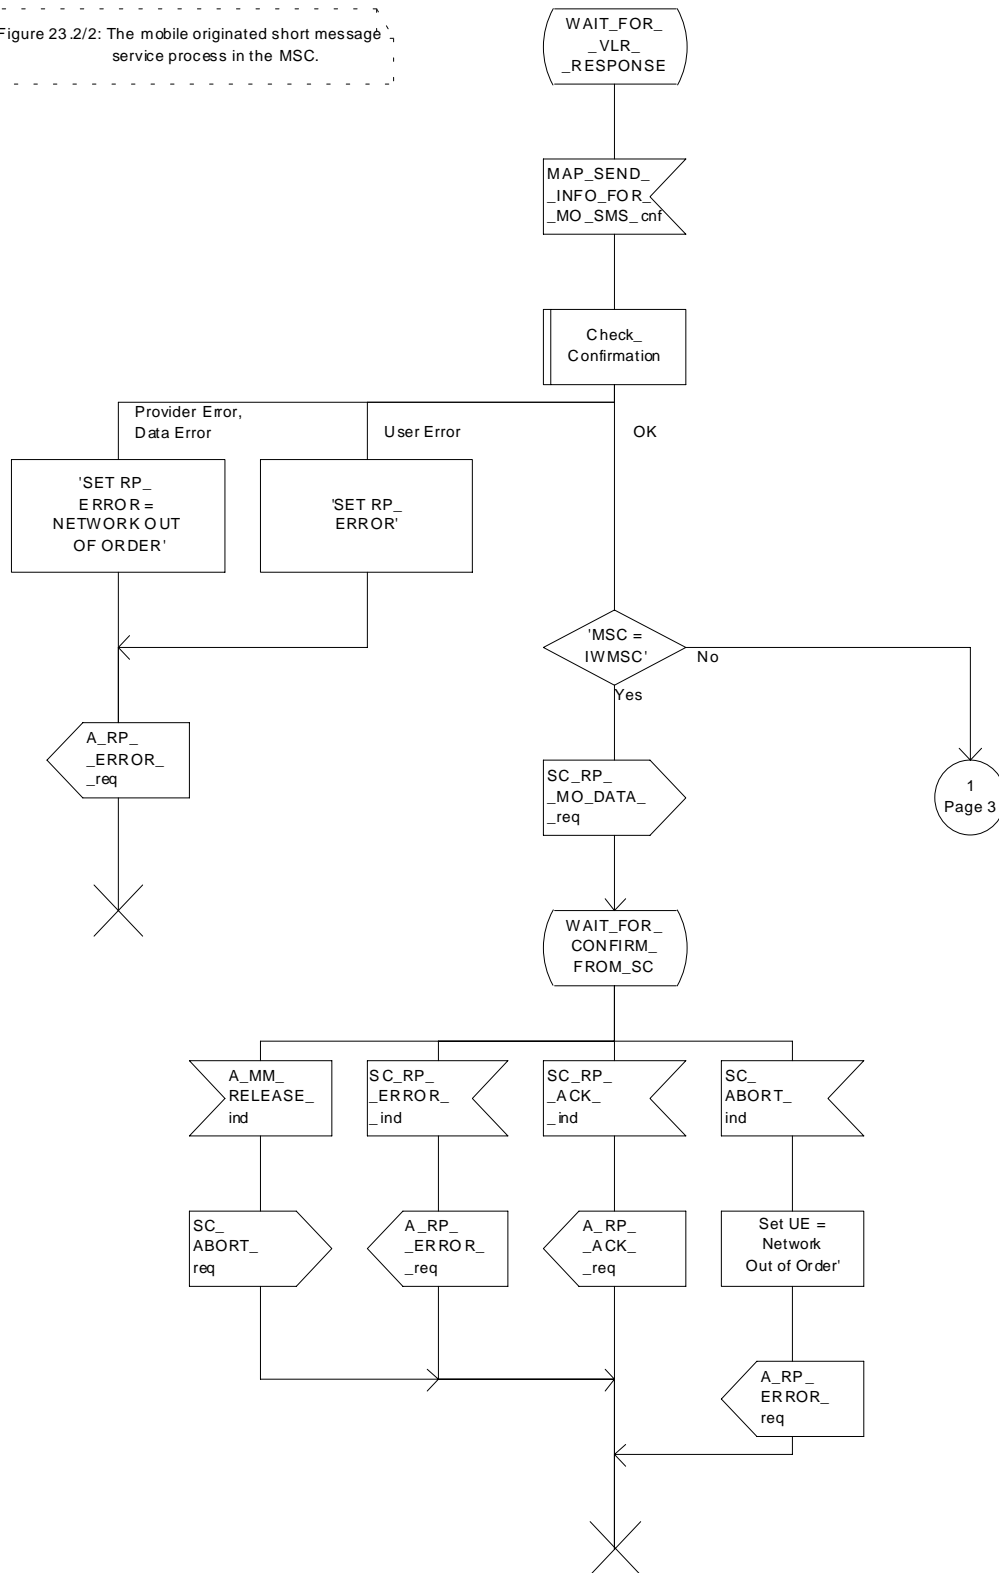 Figure 23.2/2: The mobile originated short message
service process in the MSC.
WAIT_FOR_
_VLR_
_RESPONSE
MAP_SEND_
_INFO_FOR_
_MO_SMS_cnf
Check_
Confirmation
Provider Error,
Data Error
User Error
OK
'SET RP_
ERROR =
NETWORK OUT
OF ORDER'
'SET RP_
ERROR'
'MSC =
IWMSC'
No
Yes
A_RP_
_ERROR_
_req
SC_RP_
_MO_DATA_
_req
1
Page 3
WAIT_FOR_
CONFIRM_
FROM_SC
A_MM_
RELEASE_
ind
SC_RP_
_ERROR_
_ind
SC_RP_
_ACK_
_ind
SC_
ABORT_
ind
SC_
ABORT_
req
A_RP_
_ERROR_
_req
A_RP_
_ACK_
_req
Set UE =
Network
Out of Order'
A_RP_
ERROR_
req